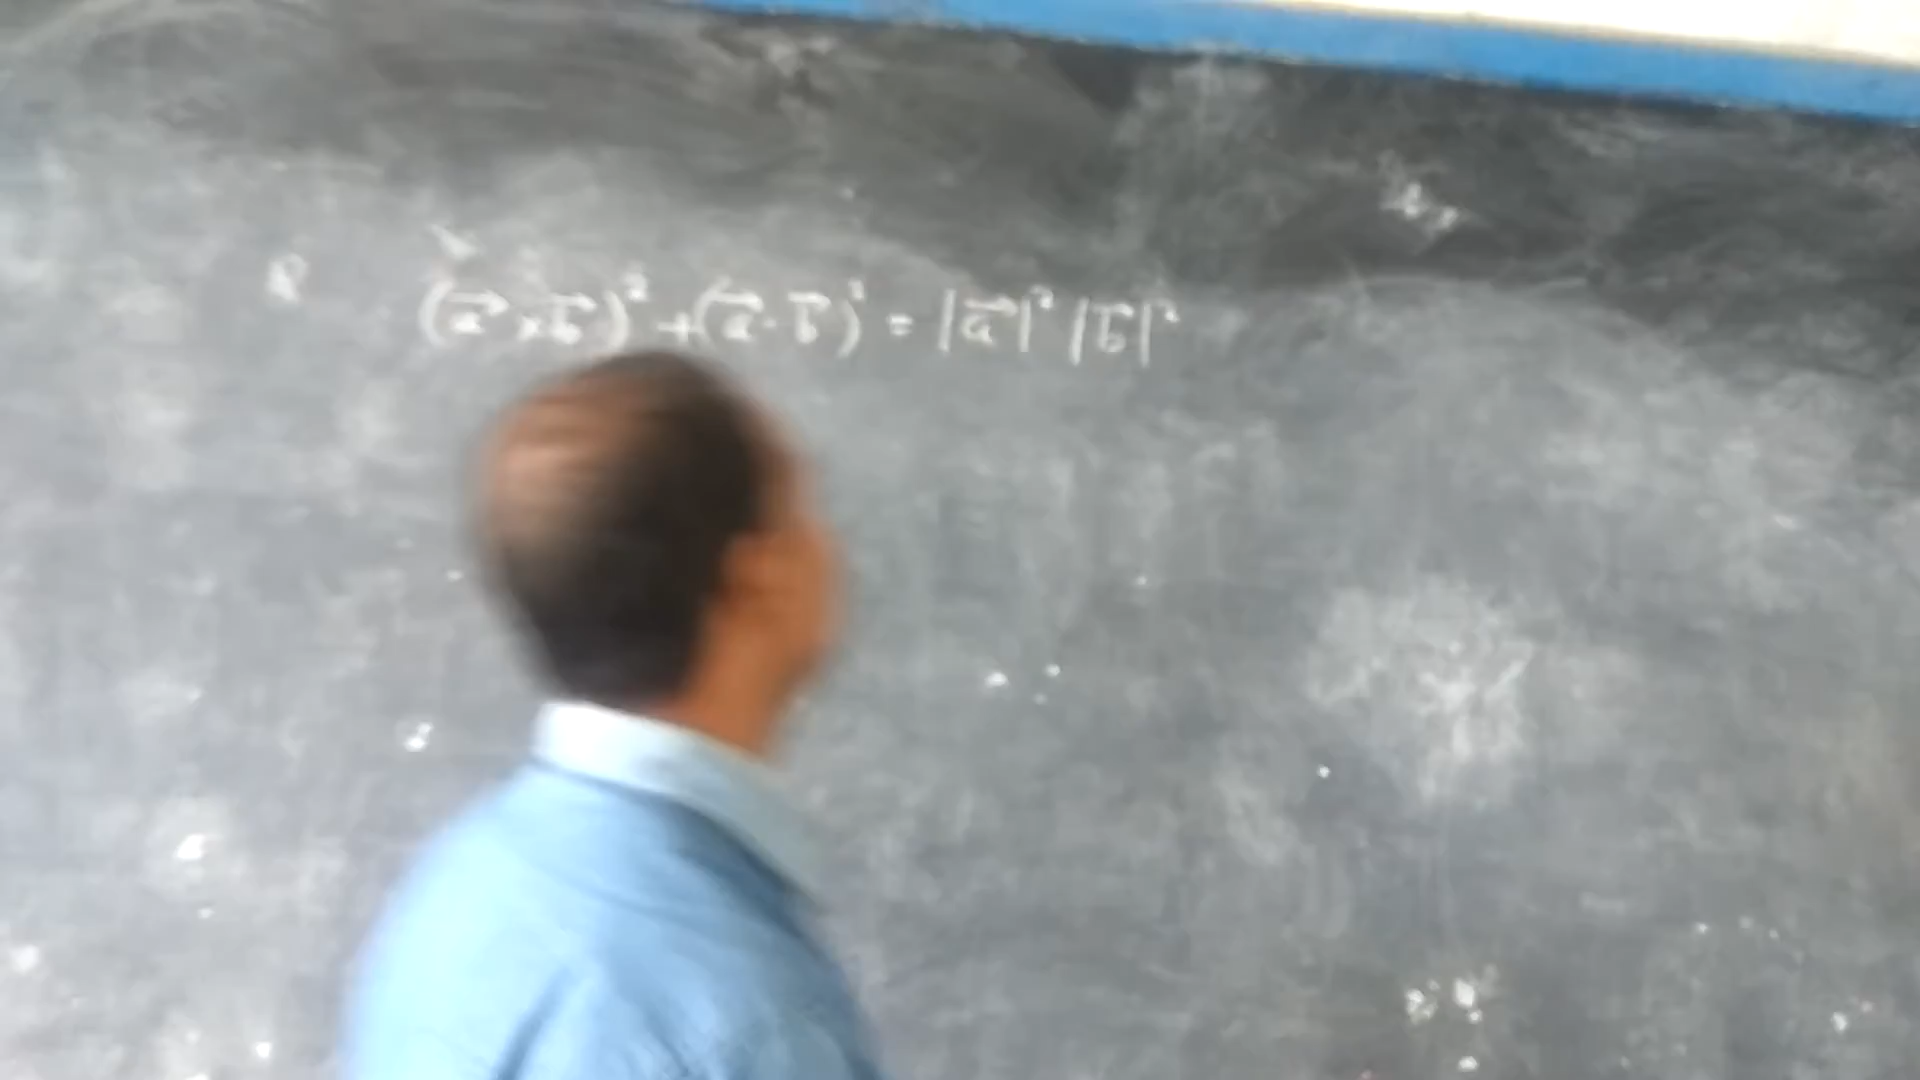 (a⃗ × b⃗)² + (a⃗ · b⃗)² = |a⃗|² |b⃗|²